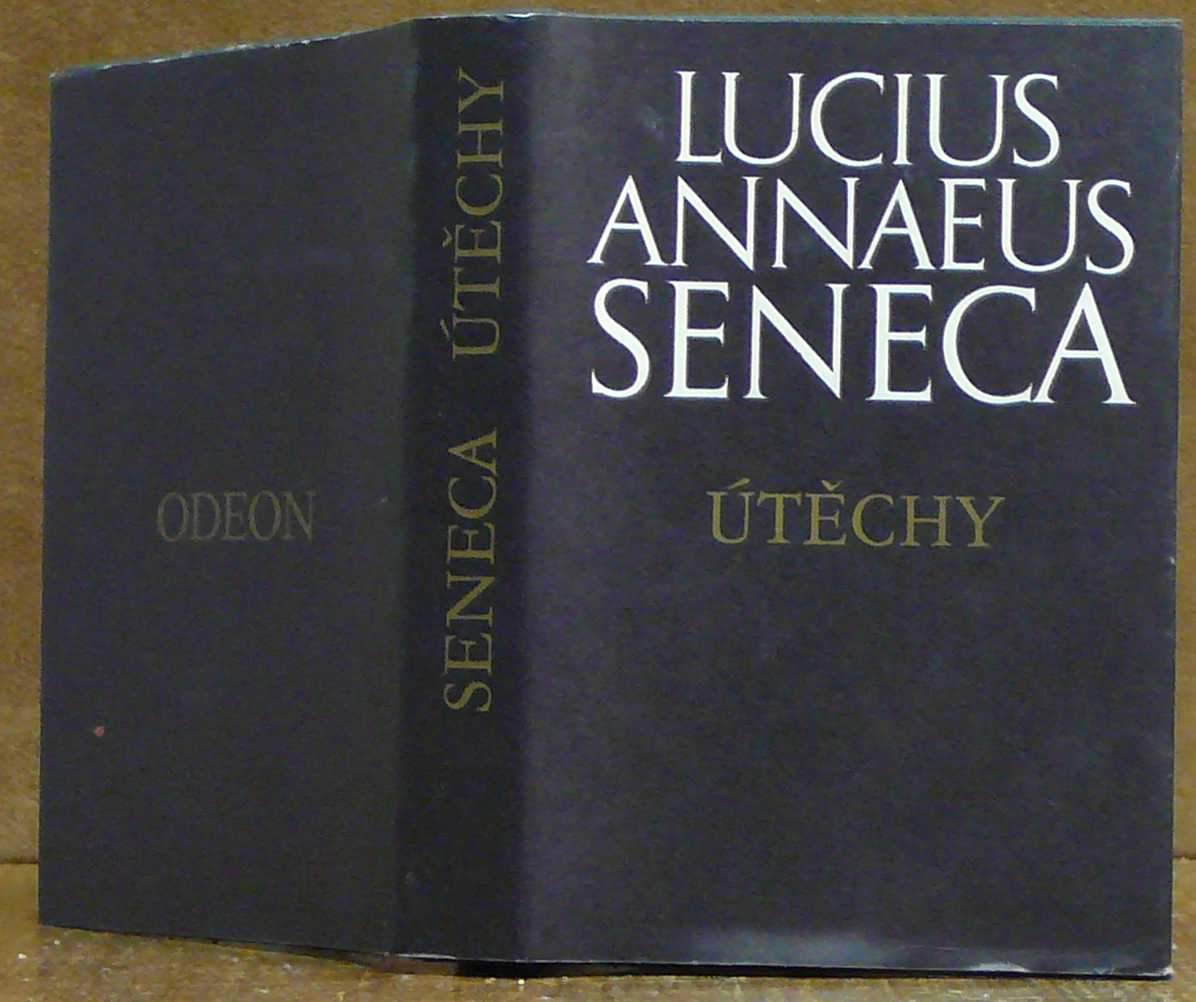 ODEON
SENECA ÚTĚCHY
LUCIUS
ANNAEUS
SENECA
ÚTĚCHY